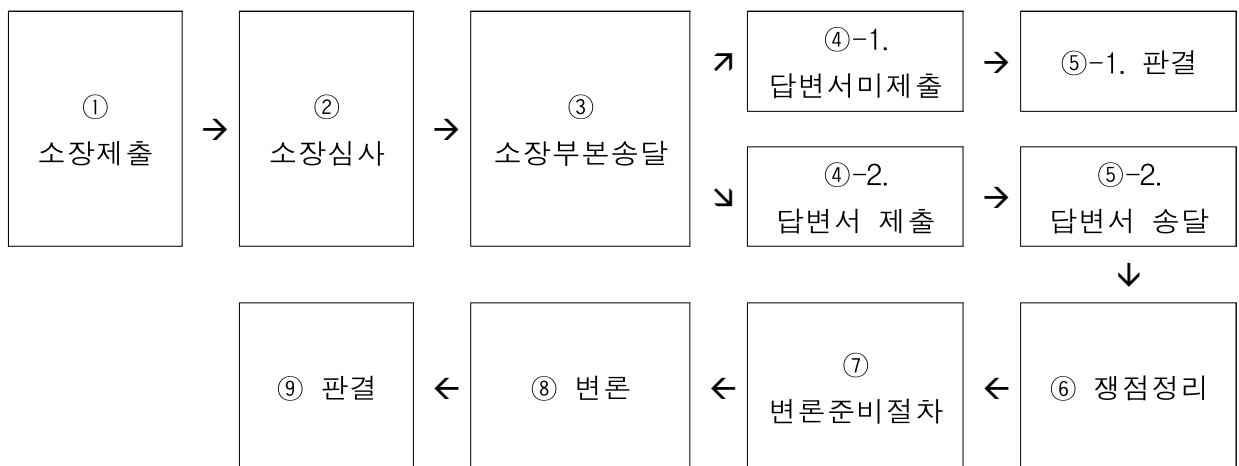 ①
소장제출
→
②
소장심사
→
③
소장부본송달
↗
④-1.
답변서미제출
→
⑤-1. 판결
↘
④-2.
답변서 제출
→
⑤-2.
답변서 송달
↓
⑥ 쟁점정리
←
⑦
변론준비절차
←
⑧ 변론
←
⑨ 판결